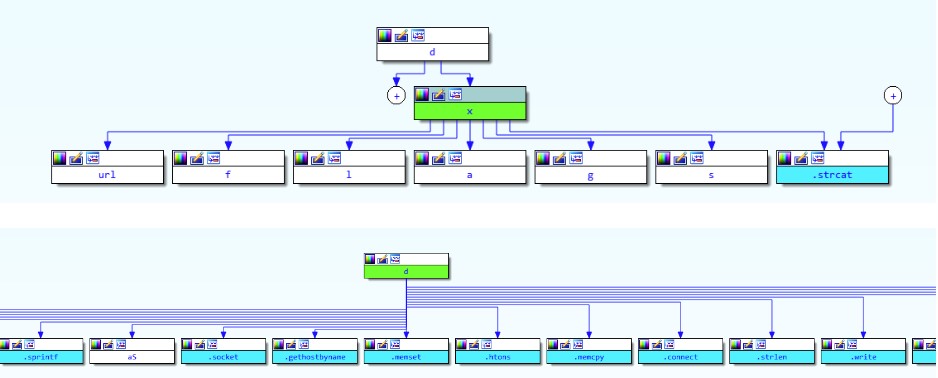 d
+
x
+
url
f
l
a
g
s
.strcat
d
.sprintf
aS
.socket
.gethostbyname
.memset
.htons
.memcpy
.connect
.strlen
.write